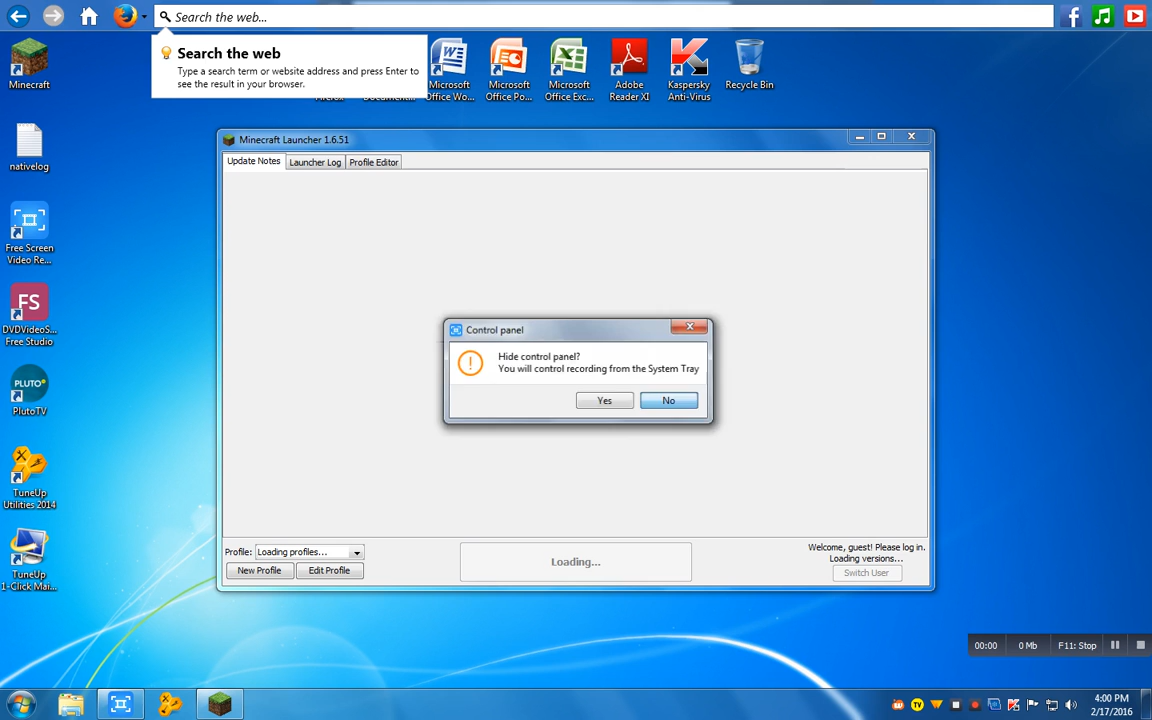 Search the web...
Search the web
Type a search term or website address and press Enter to
see the result in your browser.
Minecraft
Microsoft
Office Wo...
Microsoft
Office Po...
Microsoft
Office Exc...
Adobe
Reader XI
Kaspersky
Anti-Virus
Recycle Bin
nativelog
Free Screen
Video Re...
FS
DVDVideoS...
Free Studio
PLUTO
PlutoTV
TuneUp
Utilities 2014
TuneUp
1-Click Mai...
Minecraft Launcher 1.6.51
Update Notes
Launcher Log
Profile Editor
Control panel
Hide control panel?
You will control recording from the System Tray
Yes
No
Profile:
Loading profiles...
New Profile
Edit Profile
Loading...
Welcome, guest! Please log in.
Loading versions...
Switch User
00:00
0 Mb
F11: Stop
TV
4:00 PM
2/17/2016